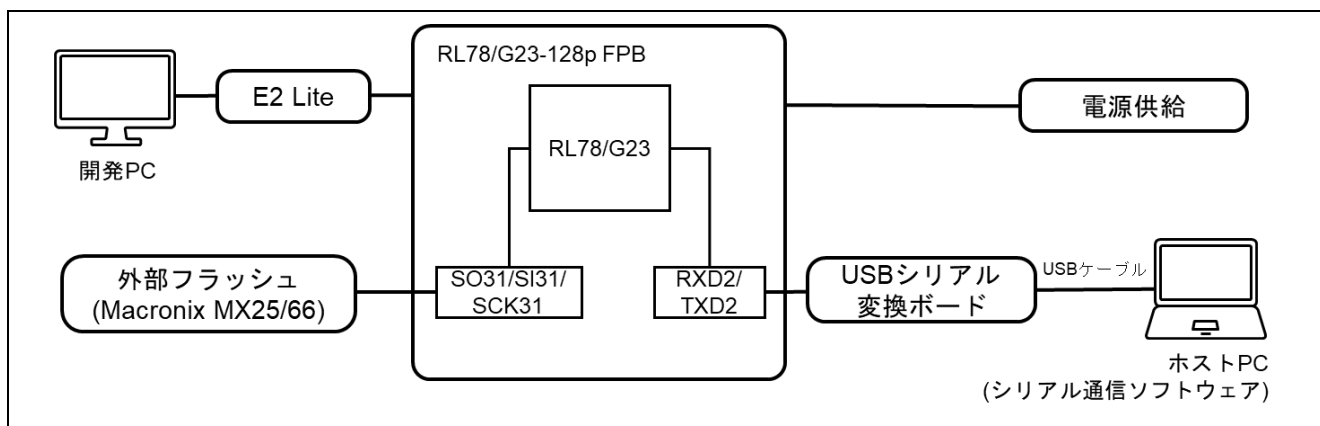 RL78/G23-128p FPB
E2 Lite
電源供給
開発PC
RL78/G23
外部フラッシュ
(Macronix MX25/66)
SO31/SI31/
SCK31
RXD2/
TXD2
USBシリアル
変換ボード
USBケーブル
ホストPC
(シリアル通信ソフトウェア)